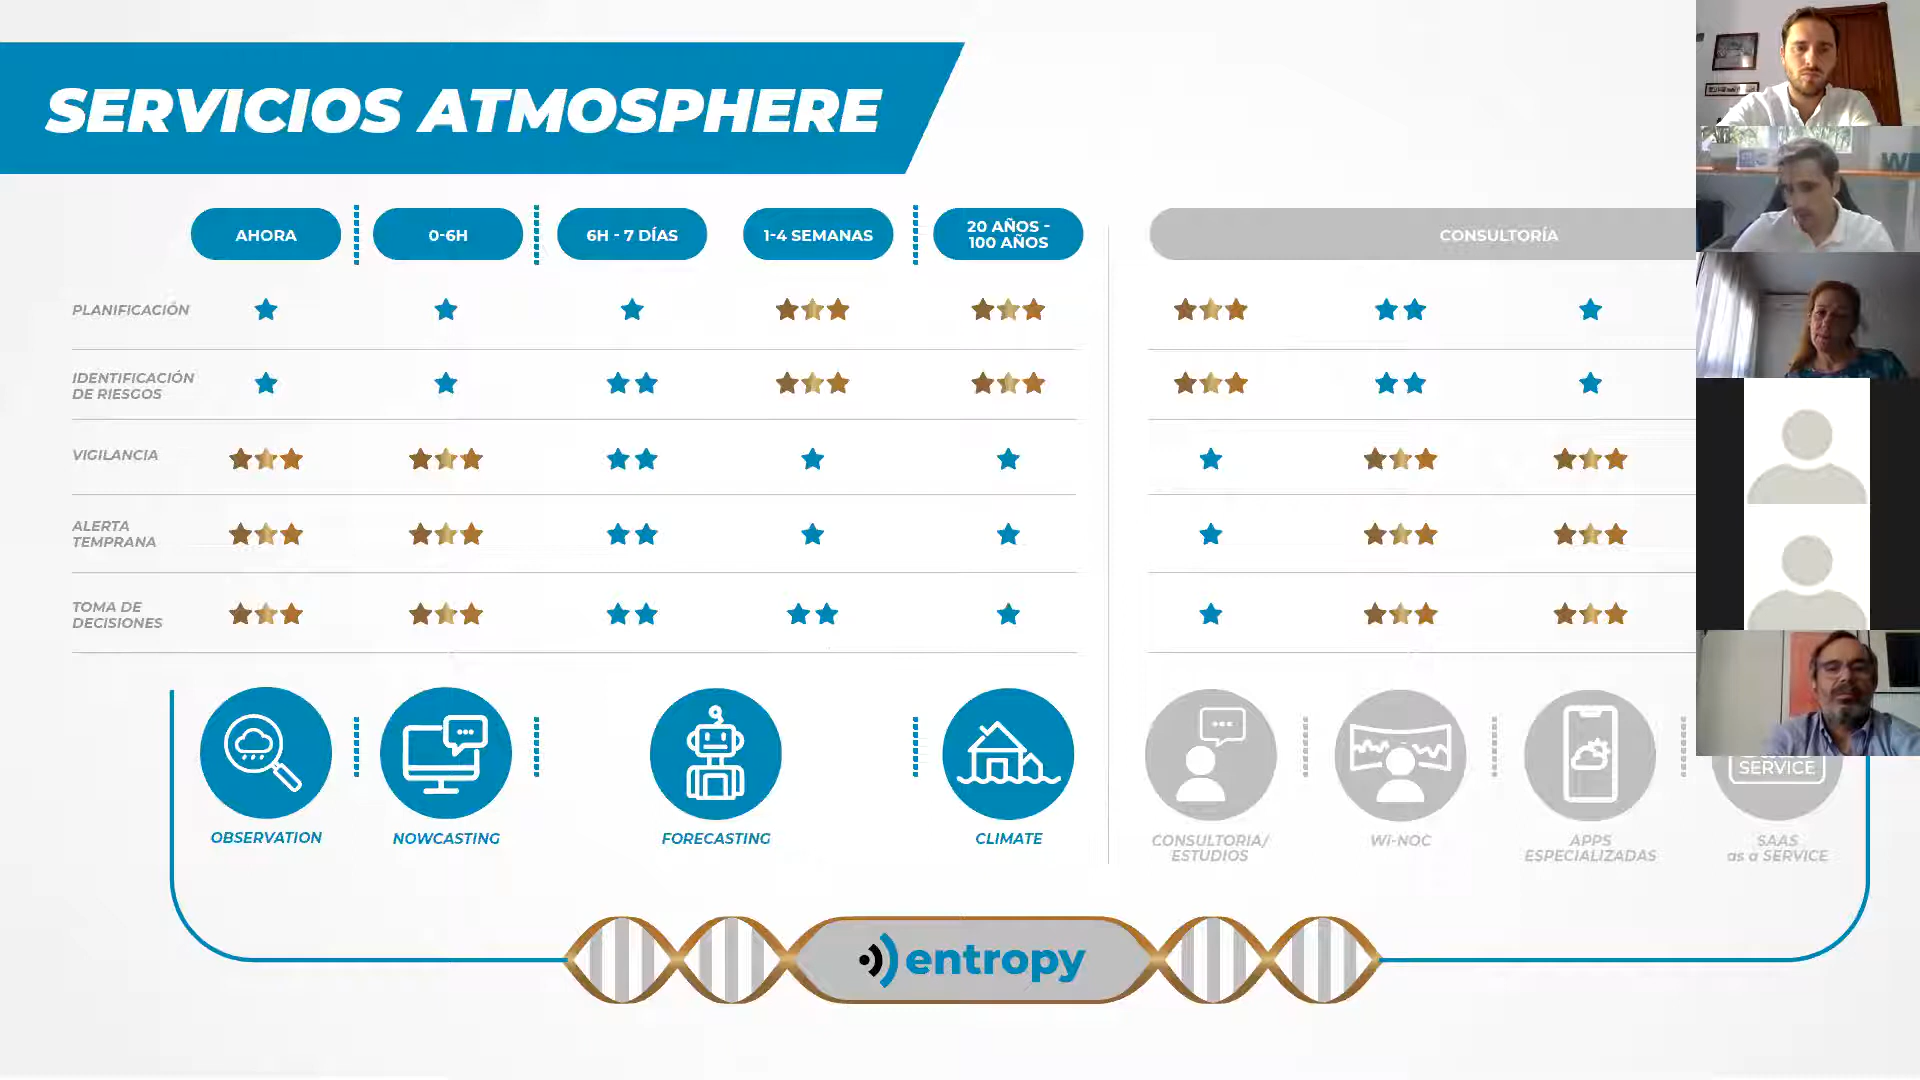 SERVICIOS ATMOSPHERE
AHORA
0-6H
6H - 7 DÍAS
1-4 SEMANAS
20 AÑOS -
100 AÑOS
CONSULTORÍA
PLANIFICACIÓN
IDENTIFICACIÓN
DE RIESGOS
VIGILANCIA
ALERTA
TEMPRANA
TOMA DE
DECISIONES
OBSERVATION
NOWCASTING
FORECASTING
CLIMATE
CONSULTORIA/
ESTUDIOS
Wi-NOC
APPS
ESPECIALIZADAS
SERVICE
SAAS
as a SERVICE
entropy